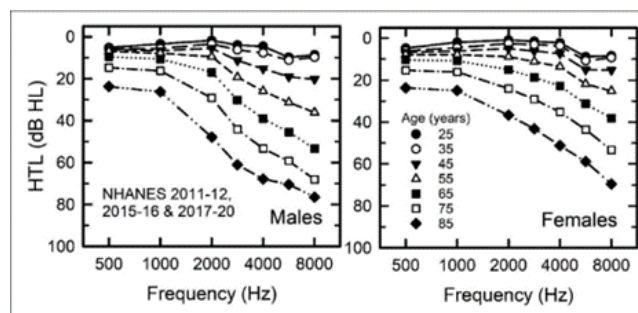 0
20
40
60
80
100
HTL (dB HL)
NHANES 2011-12,
2015-16 & 2017-20
Males
500 1000 2000 4000 8000
Frequency (Hz)
0
20
40
60
80
100
Age (years)
25
35
45
55
65
75
85
Females
500 1000 2000 4000 8000
Frequency (Hz)